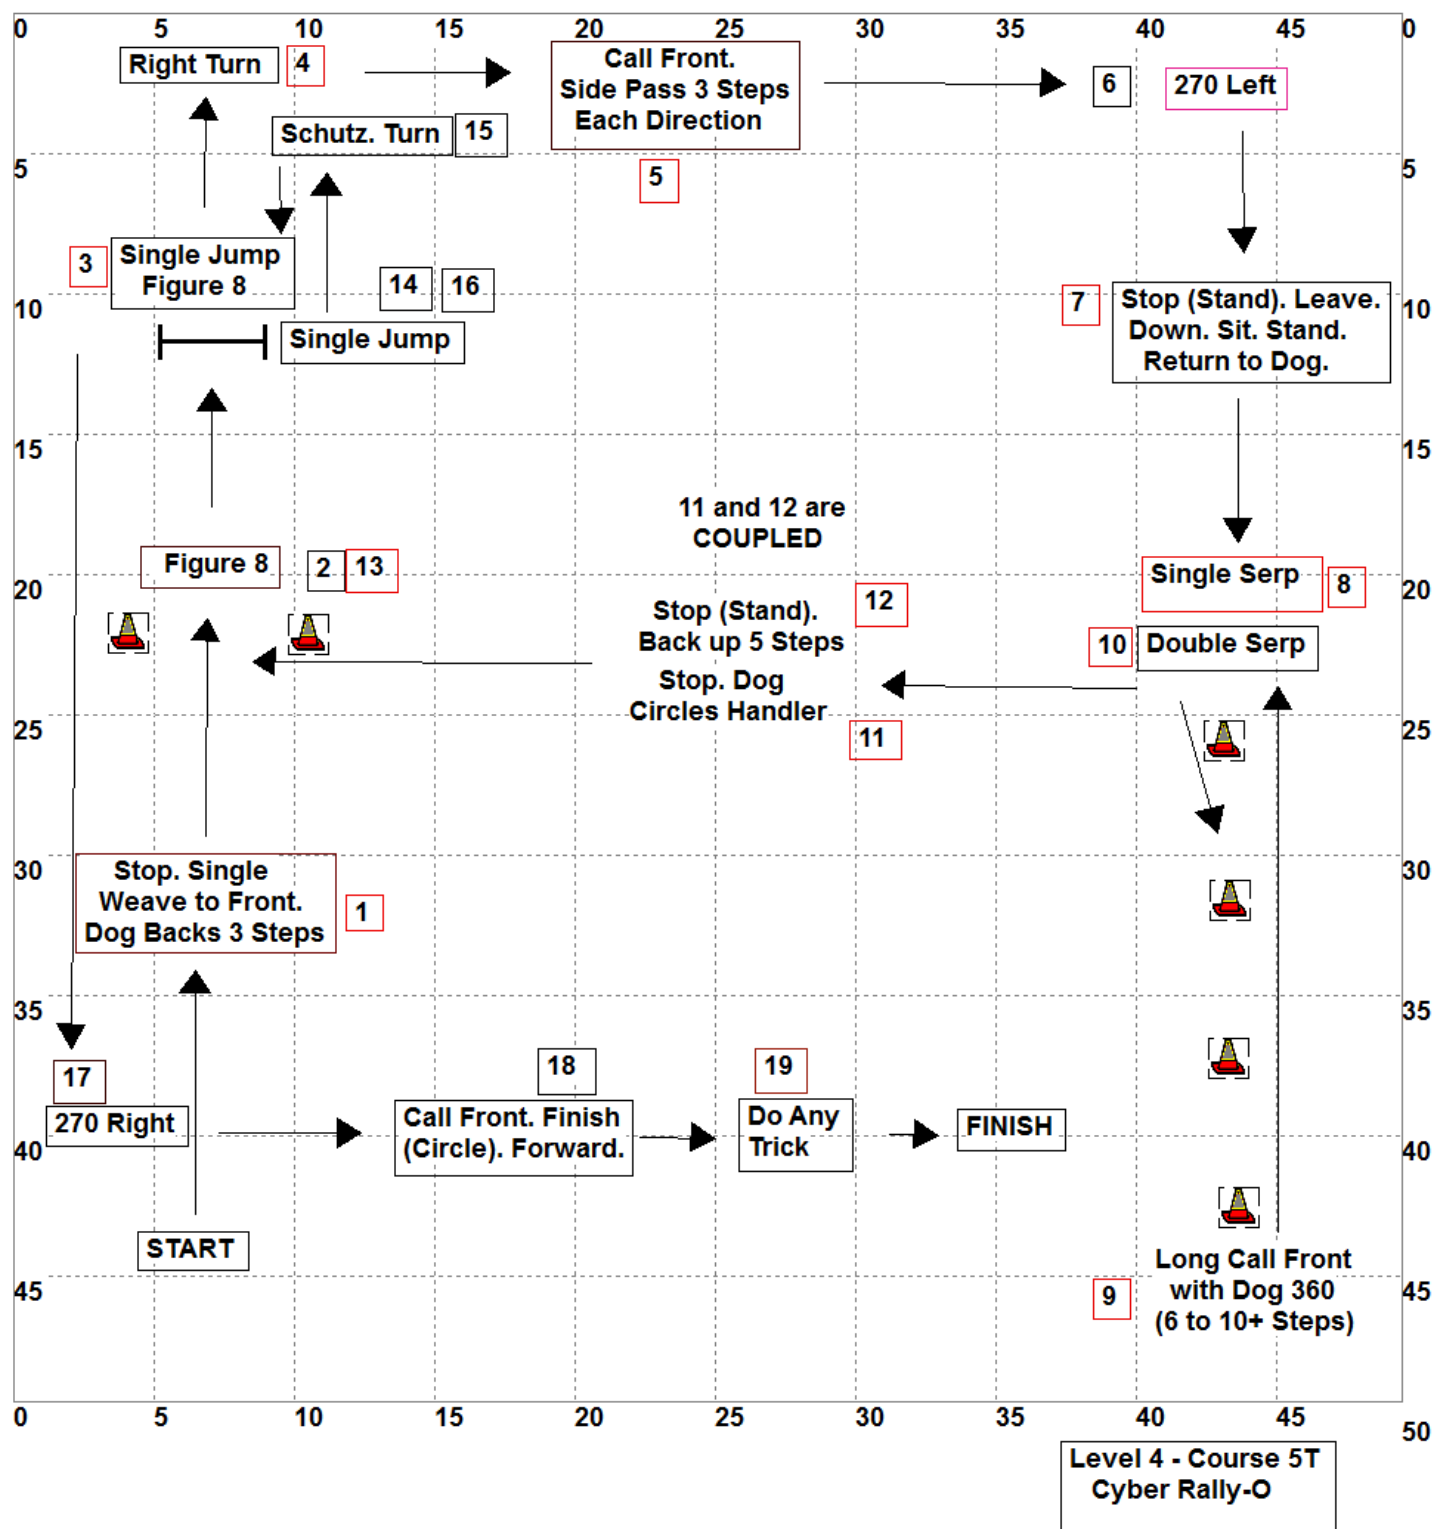 0 5 10 15 20 25 30 35 40 45 0
Right Turn 4
Call Front.
Side Pass 3 Steps
Each Direction
6 270 Left
Schutz. Turn 15
5 5
5
3 Single Jump
Figure 8
14 16
10 10
7 Stop (Stand). Leave.
Down. Sit. Stand.
Return to Dog.
Single Jump
15 15
11 and 12 are
COUPLED
Figure 8 2 13
Single Serp 8
20 20
12
Stop (Stand).
Back up 5 Steps
10 Double Serp
Stop. Dog
Circles Handler
25 25
11
30 30
Stop. Single
Weave to Front.
Dog Backs 3 Steps
1
35 35
17
270 Right
18
Call Front. Finish
(Circle). Forward.
19
Do Any
Trick
FINISH
40 40
START
45 45
9 Long Call Front
with Dog 360
(6 to 10+ Steps)
0 5 10 15 20 25 30 35 40 45 50
Level 4 - Course 5T
Cyber Rally-O